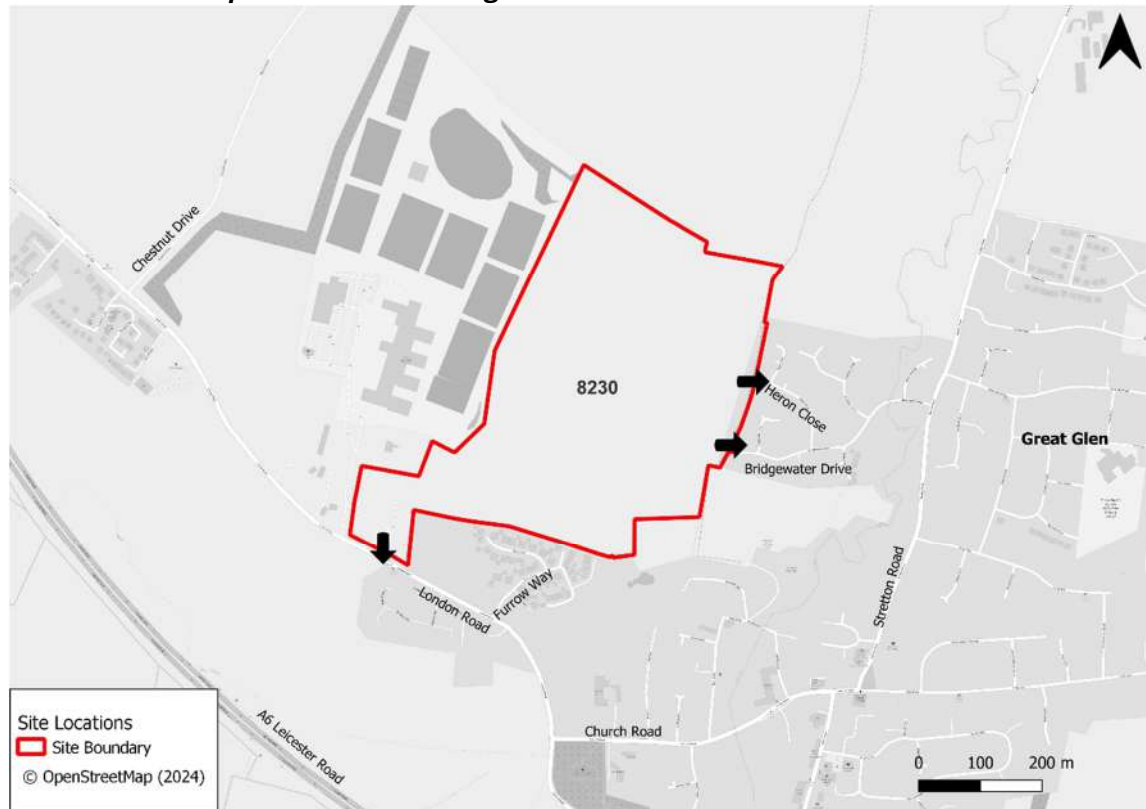 Chestnut Drive
8230
Heron Close
Great Glen
Bridgewater Drive
Furrow Way
London Road
Stretton Road
A6 Leicester Road
Church Road
Site Locations
Site Boundary
© OpenStreetMap (2024)
0 100 200 m